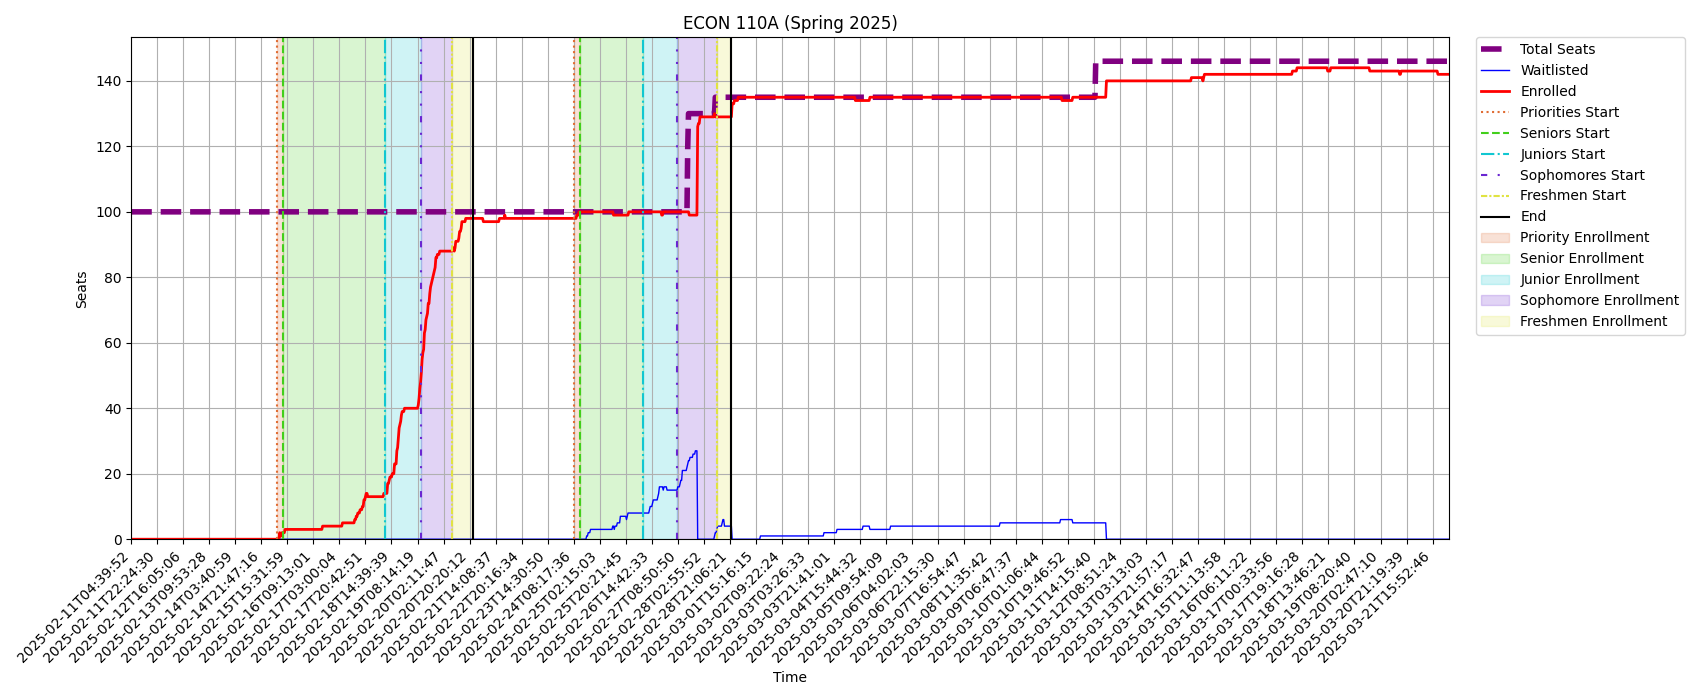 ECON 110A (Spring 2025)
Seats
140
120
100
80
60
40
20
0
2025-02-11T04:39:52
2025-02-11T22:24:30
2025-02-12T16:05:06
2025-02-13T09:53:28
2025-02-14T03:40:59
2025-02-14T21:47:16
2025-02-15T15:31:59
2025-02-16T09:13:01
2025-02-17T03:00:04
2025-02-17T20:42:51
2025-02-18T14:39:39
2025-02-19T08:14:19
2025-02-20T02:11:47
2025-02-20T20:20:12
2025-02-21T14:08:37
2025-02-22T20:16:34
2025-02-23T14:30:50
2025-02-24T08:17:36
2025-02-25T02:15:03
2025-02-25T20:21:45
2025-02-26T14:42:33
2025-02-27T08:50:50
2025-02-28T02:55:52
2025-02-28T21:06:21
2025-03-01T15:16:15
2025-03-02T09:22:24
2025-03-03T03:26:33
2025-03-03T21:41:01
2025-03-04T15:44:32
2025-03-05T09:54:09
2025-03-06T04:02:03
2025-03-06T22:15:30
2025-03-07T16:54:47
2025-03-08T11:35:42
2025-03-09T06:47:37
2025-03-10T01:06:44
2025-03-10T19:46:52
2025-03-11T14:15:40
2025-03-12T08:51:24
2025-03-13T03:13:03
2025-03-13T21:57:17
2025-03-14T16:32:47
2025-03-15T11:13:58
2025-03-16T06:11:22
2025-03-17T00:33:56
2025-03-17T19:16:28
2025-03-18T13:46:21
2025-03-19T08:20:40
2025-03-20T02:47:10
2025-03-20T21:19:39
2025-03-21T15:52:46
Time
Total Seats
Waitlisted
Enrolled
Priorities Start
Seniors Start
Juniors Start
Sophomores Start
Freshmen Start
End
Priority Enrollment
Senior Enrollment
Junior Enrollment
Sophomore Enrollment
Freshmen Enrollment